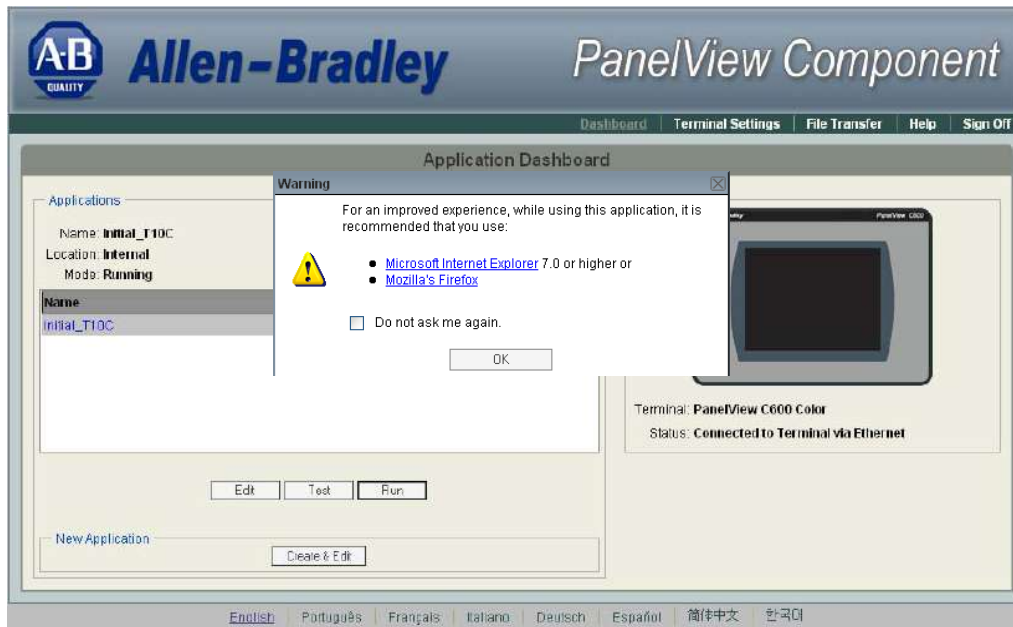 A·B
QUALITY
Allen-Bradley
PanelView Component
Dashboard
Terminal Settings
File Transfer
Help
Sign Off
Application Dashboard
Applications
Name: Initial_T10C
Location: Internal
Mode: Running
Name
Initial_T10C
Edit
Test
Run
New Application
Create & Edit
Warning
For an improved experience, while using this application, it is
recommended that you use:
Microsoft Internet Explorer 7.0 or higher or
Mozilla's Firefox
Do not ask me again.
OK
PanelView C600
Terminal: PanelView C600 Color
Status: Connected to Terminal via Ethernet
English
Português
Français
Italiano
Deutsch
Español
简体中文
한국어